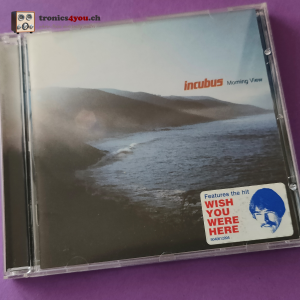 tronics4you.ch
incubus Morning View
Features the hit
WISH
YOU
WERE
HERE